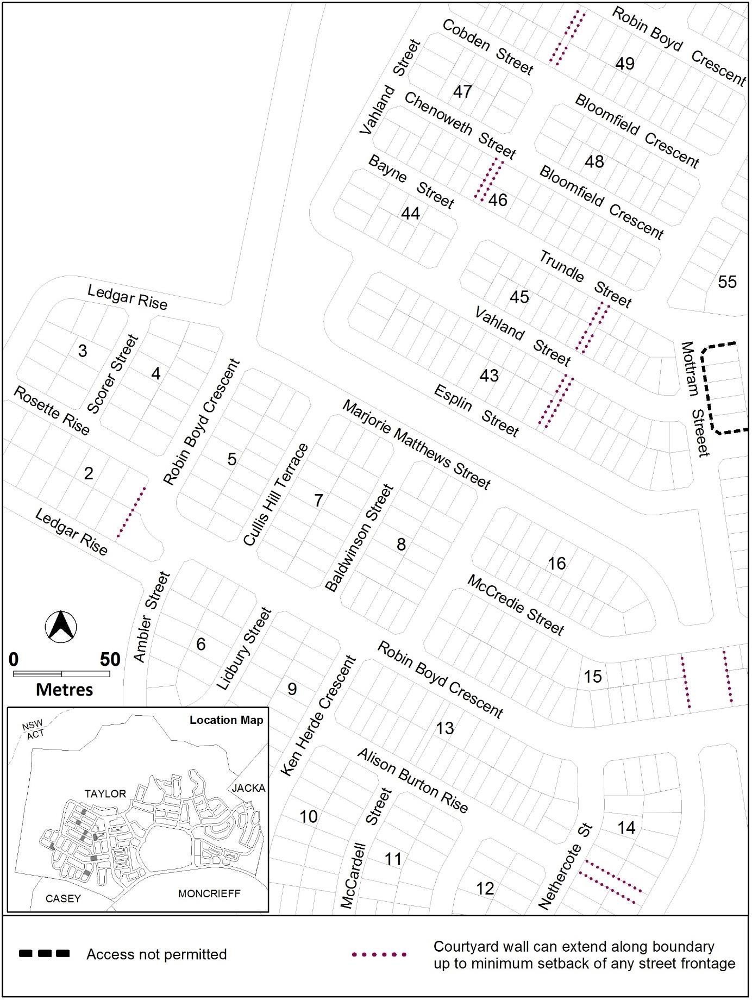 Robin Boyd Crescent
Cobden Street
49
Vahland Street
47
Chenoweth Street
Bloomfield Crescent
48
Bayne Street
46
Bloomfield Crescent
44
Trundle Street
55
45
Ledgar Rise
Vahland Street
3
Scorer Street
4
Mottram Streeet
43
Esplin Street
Rosette Rise
Robin Boyd Crescent
Marjorie Matthews Street
5
2
Cullis Hill Terrace
7
Baldwinson Street
8
Ledgar Rise
16
McCredie Street
Ambler Street
6
Lidbury Street
0 50
Metres
Robin Boyd Crescent
15
9
Ken Herde Crescent
13
Alison Burton Rise
10
McCardell Street
11
14
Nethercote St
12
Location Map
NSW
ACT
TAYLOR
JACKA
CASEY
MONCRIEFF
Access not permitted
Courtyard wall can extend along boundary
up to minimum setback of any street frontage